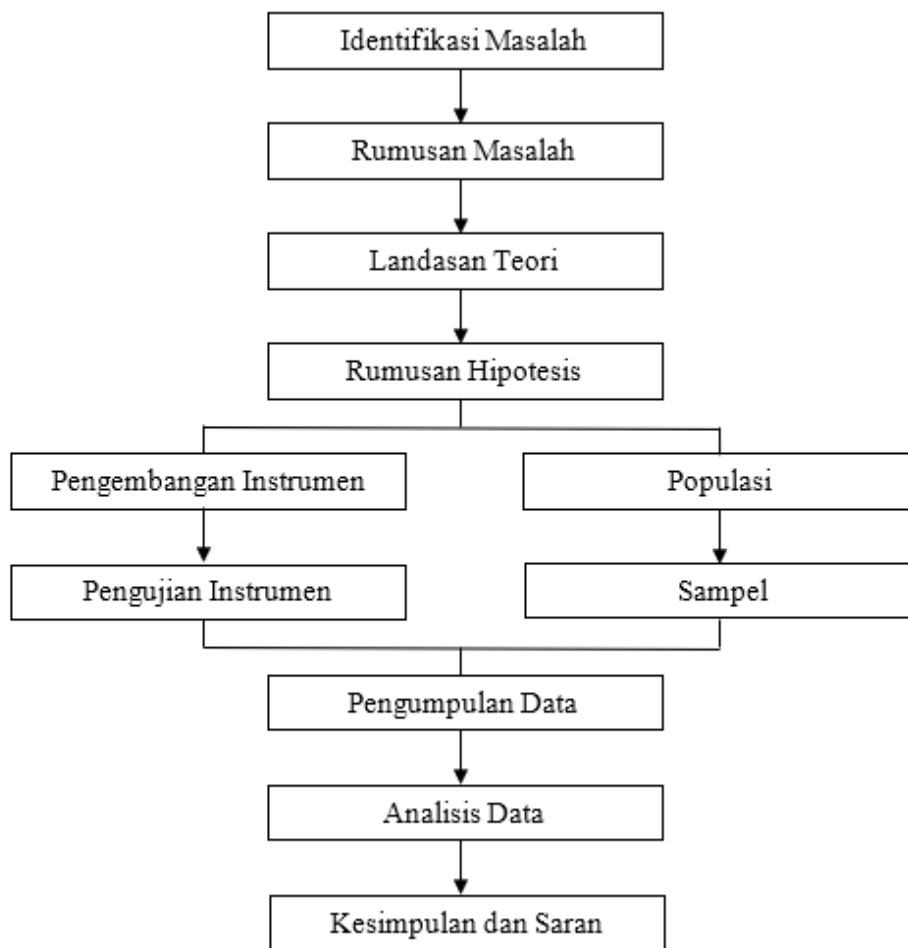 Identifikasi Masalah
Rumusan Masalah
Landasan Teori
Rumusan Hipotesis
Pengembangan Instrumen
Populasi
Pengujian Instrumen
Sampel
Pengumpulan Data
Analisis Data
Kesimpulan dan Saran